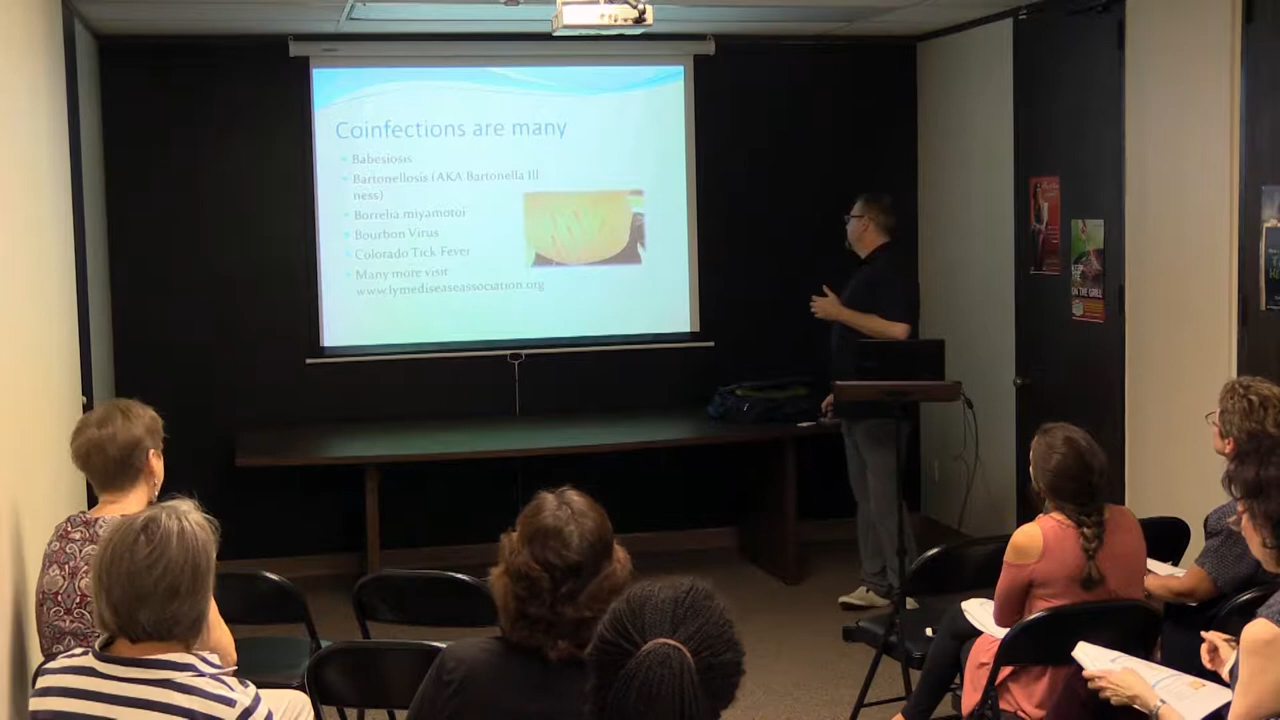 Coinfections are many
Babesiosis
Bartonellosis (AKA Bartonella Ill
ness)
Borrelia miyamotoi
Bourbon Virus
Colorado Tick Fever
Many more visit
www.lymediseaseassociation.org
ON THE GRILL